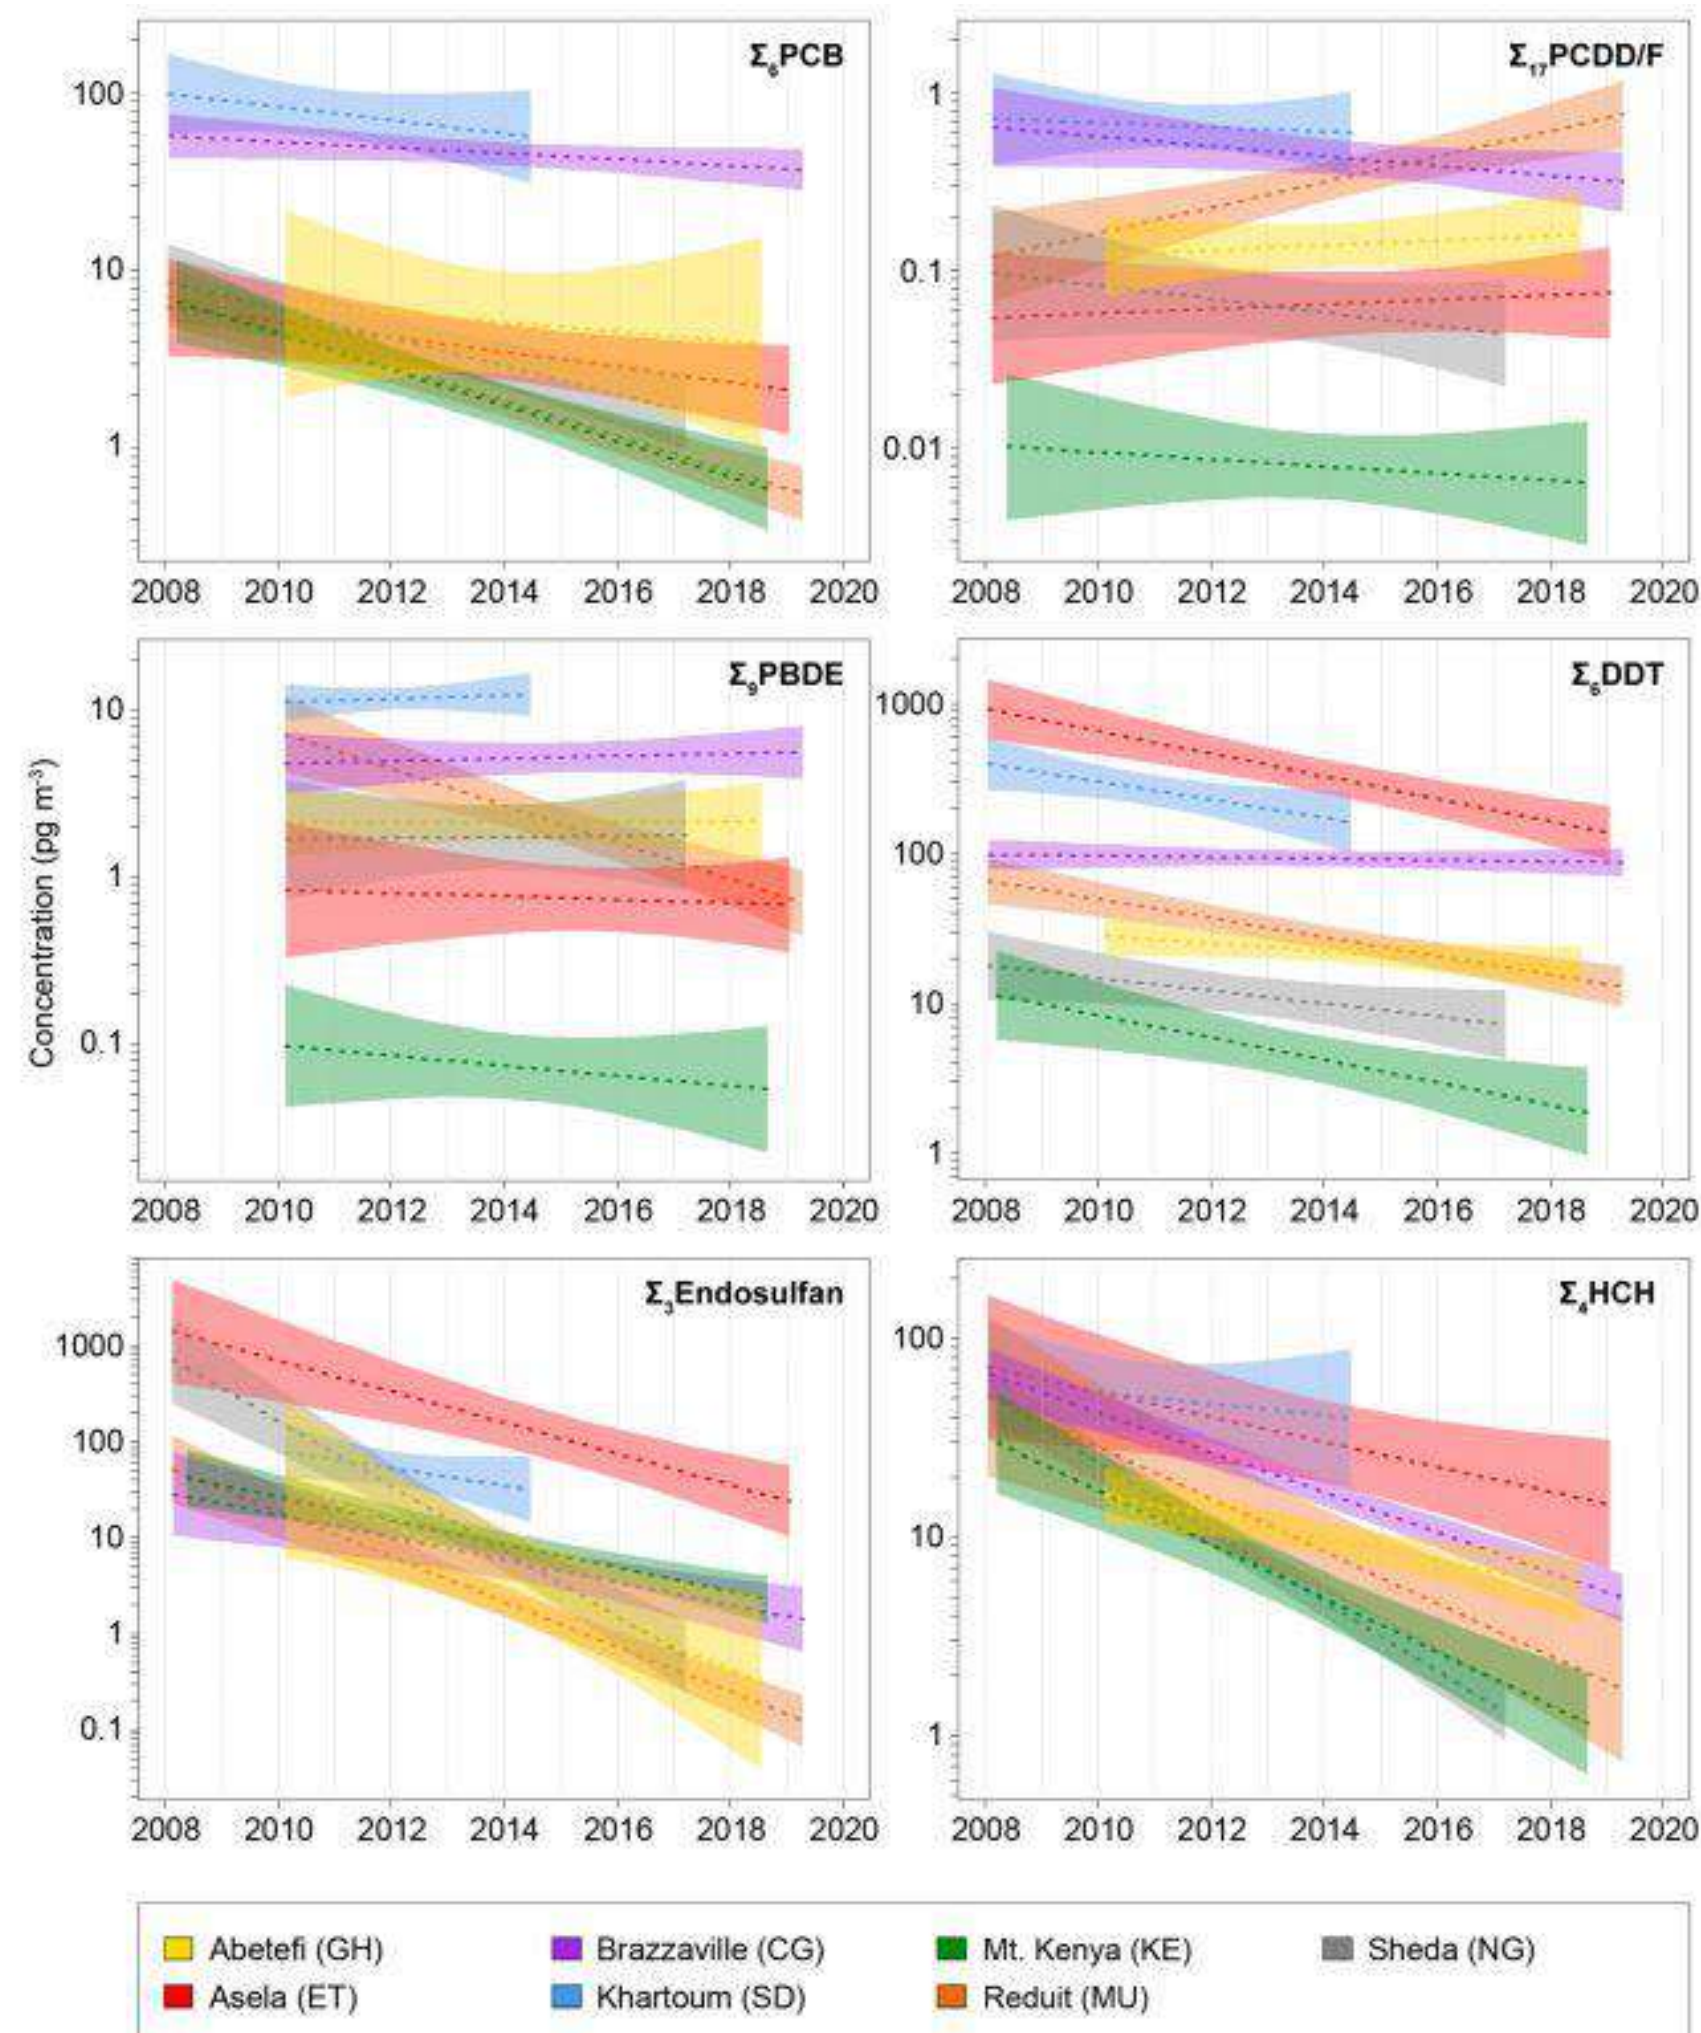 Σ₆PCB
Σ₁₇PCDD/F
100
10
1
1
0.1
0.01
2008 2010 2012 2014 2016 2018 2020
2008 2010 2012 2014 2016 2018 2020
Concentration (pg m⁻³)
Σ₉PBDE
Σ₆DDT
10
1
0.1
1000
100
10
1
2008 2010 2012 2014 2016 2018 2020
2008 2010 2012 2014 2016 2018 2020
Σ₃Endosulfan
Σ₄HCH
1000
100
10
1
0.1
100
10
1
2008 2010 2012 2014 2016 2018 2020
2008 2010 2012 2014 2016 2018 2020
Abetefi (GH) Brazzaville (CG) Mt. Kenya (KE) Sheda (NG)
Asela (ET) Khartoum (SD) Reduit (MU)